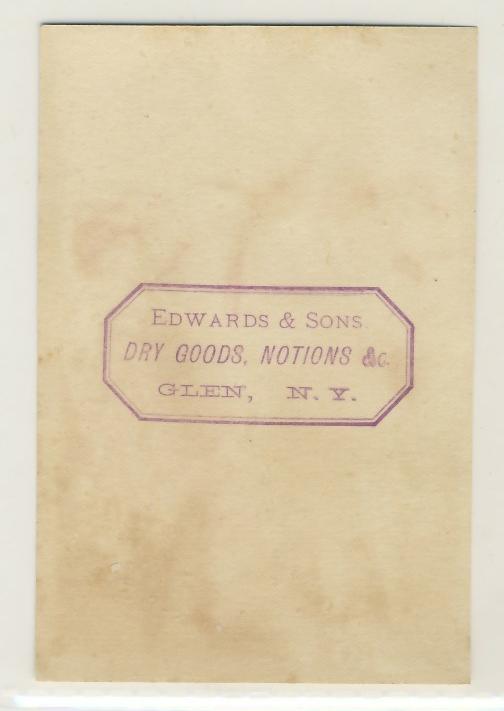 EDWARDS & SONS
DRY GOODS, NOTIONS &c.
GLEN, N. Y.